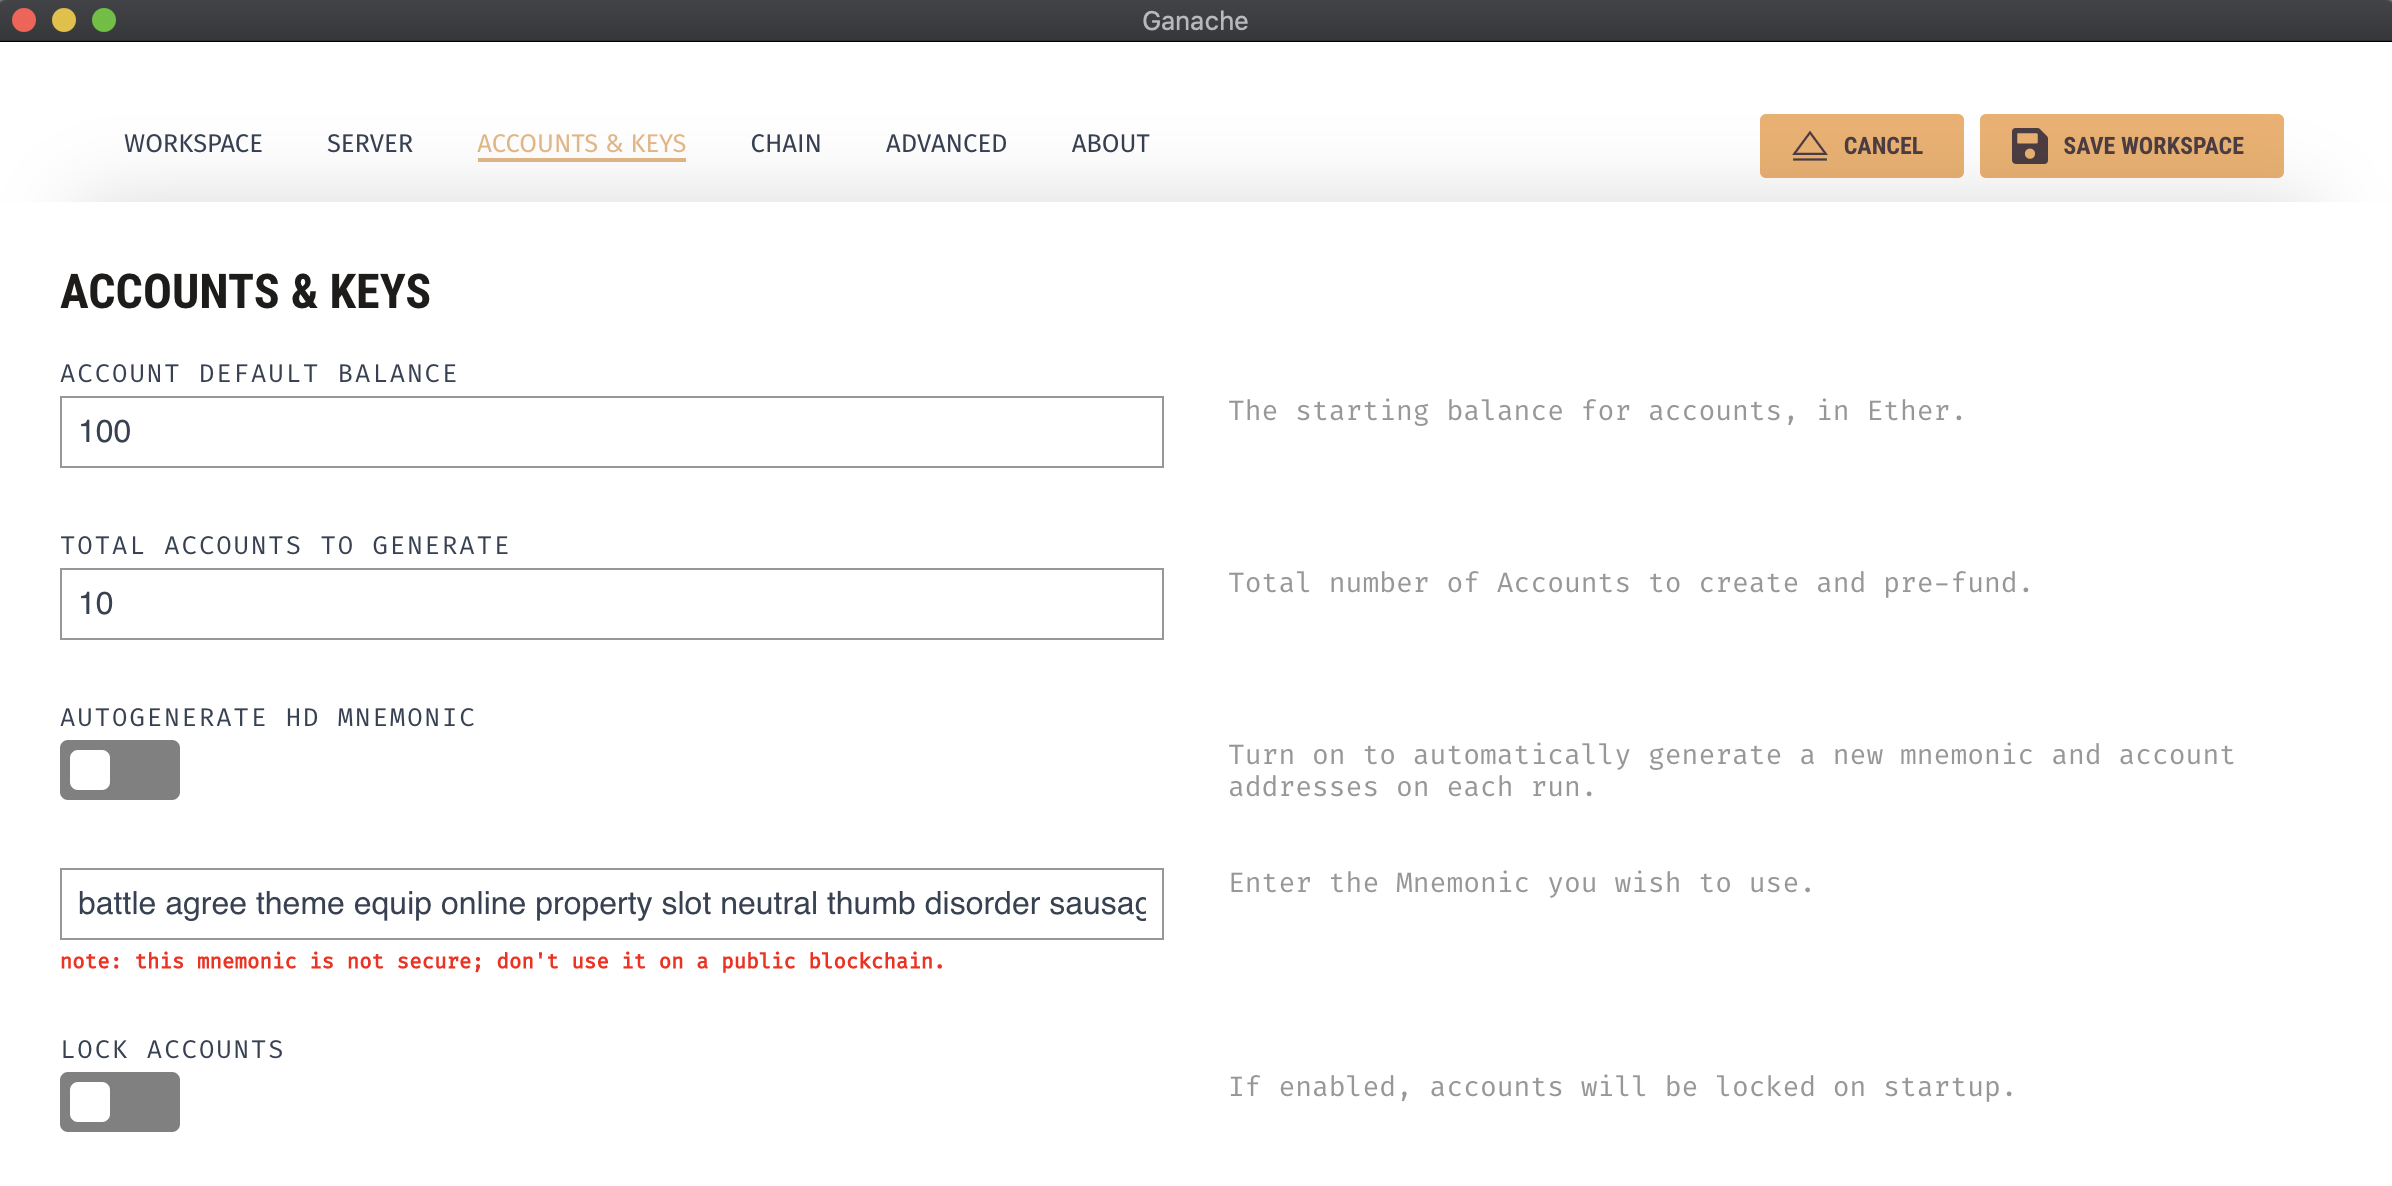 Ganache
WORKSPACE SERVER ACCOUNTS & KEYS CHAIN ADVANCED ABOUT CANCEL SAVE WORKSPACE
ACCOUNTS & KEYS
ACCOUNT DEFAULT BALANCE
100
The starting balance for accounts, in Ether.
TOTAL ACCOUNTS TO GENERATE
10
Total number of Accounts to create and pre-fund.
AUTOGENERATE HD MNEMONIC
Turn on to automatically generate a new mnemonic and account
addresses on each run.
battle agree theme equip online property slot neutral thumb disorder
Enter the Mnemonic you wish to use.
note: this mnemonic is not secure; don't use it on a public blockchain.
LOCK ACCOUNTS
If enabled, accounts will be locked on startup.